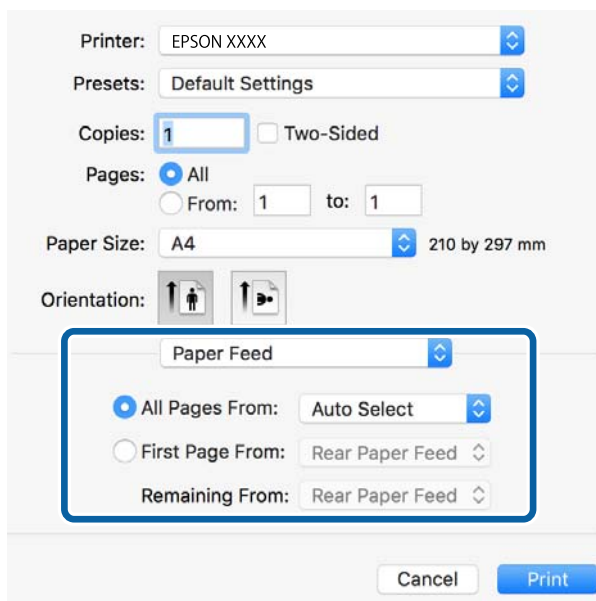 Printer: EPSON XXXX
Presets: Default Settings
Copies: 1 Two-Sided
Pages: All
From: 1 to: 1
Paper Size: A4 210 by 297 mm
Orientation:
Paper Feed
All Pages From: Auto Select
First Page From: Rear Paper Feed
Remaining From: Rear Paper Feed
Cancel Print